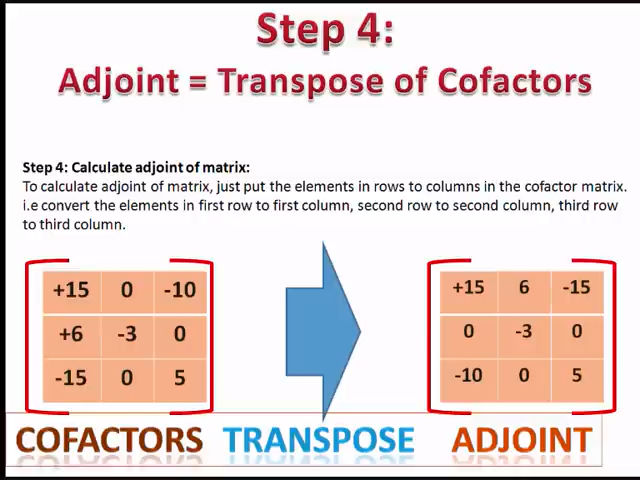 Step 4:
Adjoint = Transpose of Cofactors
Step 4: Calculate adjoint of matrix:
To calculate adjoint of matrix, just put the elements in rows to columns in the cofactor matrix.
i.e convert the elements in first row to first column, second row to second column, third row
to third column.
+15 0 -10
+6 -3 0
-15 0 5
+15 6 -15
0 -3 0
-10 0 5
COFACTORS TRANSPOSE ADJOINT